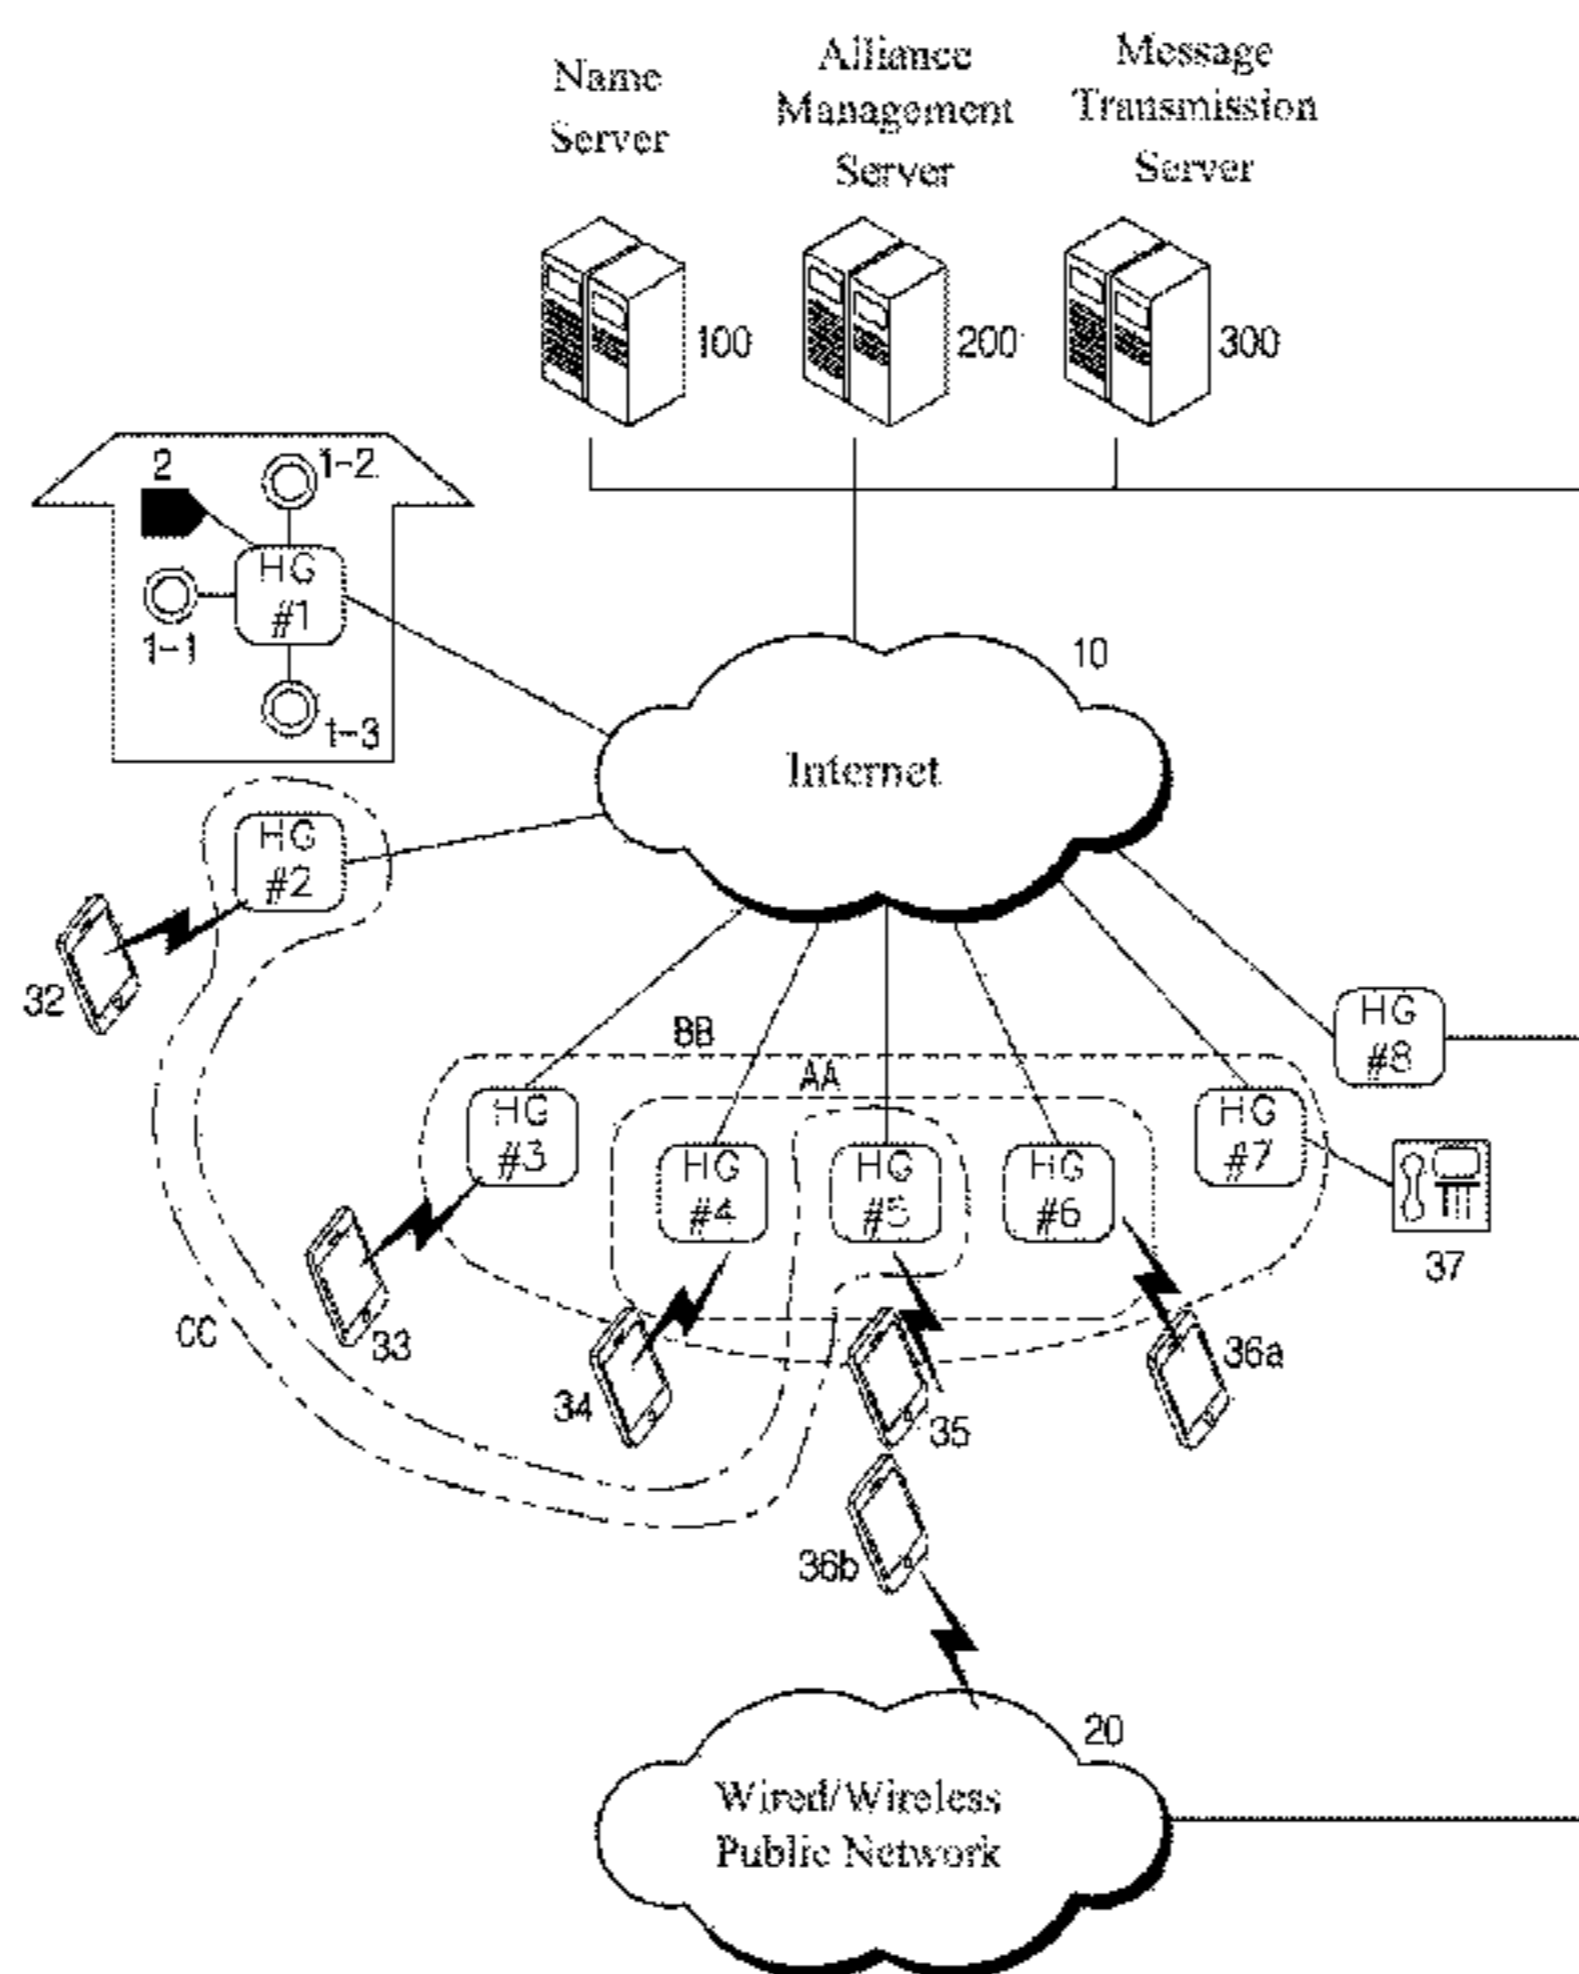 Name
Server
Alliance
Management
Server
Message
Transmission
Server
100
200
300
2
1-2
HG
#1
1-1
1-3
10
Internet
HG
#2
32
HG
#8
BB
AA
HG
#3
HG
#4
HG
#5
HG
#6
HG
#7
37
CC
33
34
35
36a
36b
20
Wired/Wireless
Public Network